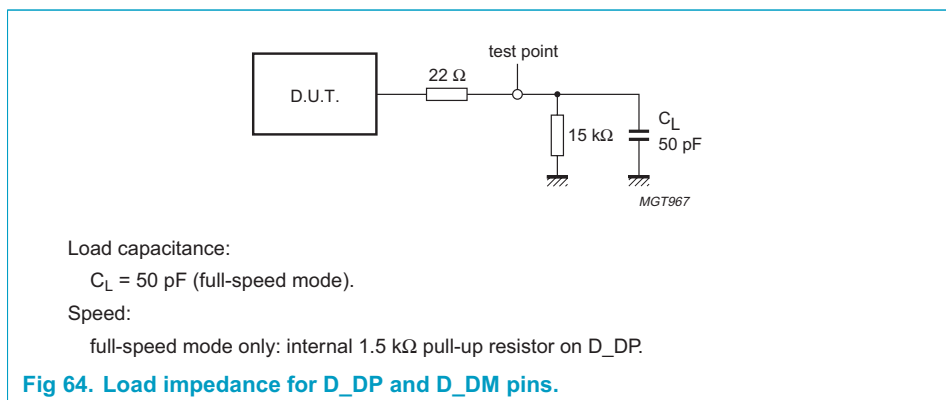 test point
22 Ω
D.U.T.
15 kΩ
C_L
50 pF
MGT967
Load capacitance:
C_L = 50 pF (full-speed mode).
Speed:
full-speed mode only: internal 1.5 kΩ pull-up resistor on D_DP.
Fig 64. Load impedance for D_DP and D_DM pins.